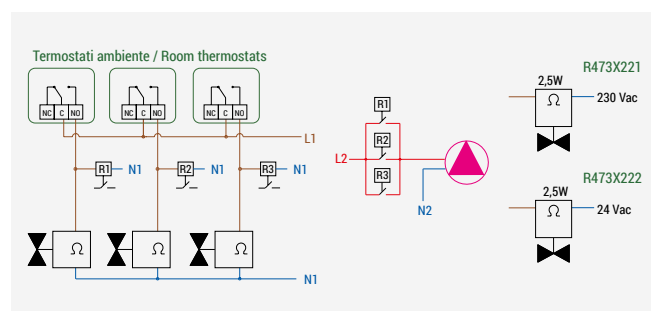 Termostati ambiente / Room thermostats
NC C NO
NC C NO
NC C NO
L1
R1 N1
R2 N1
R3 N1
Ω
Ω
Ω
N1
R1
R2
L2
R3
N2
R473X221
2,5W
Ω
230 Vac
R473X222
2,5W
Ω
24 Vac